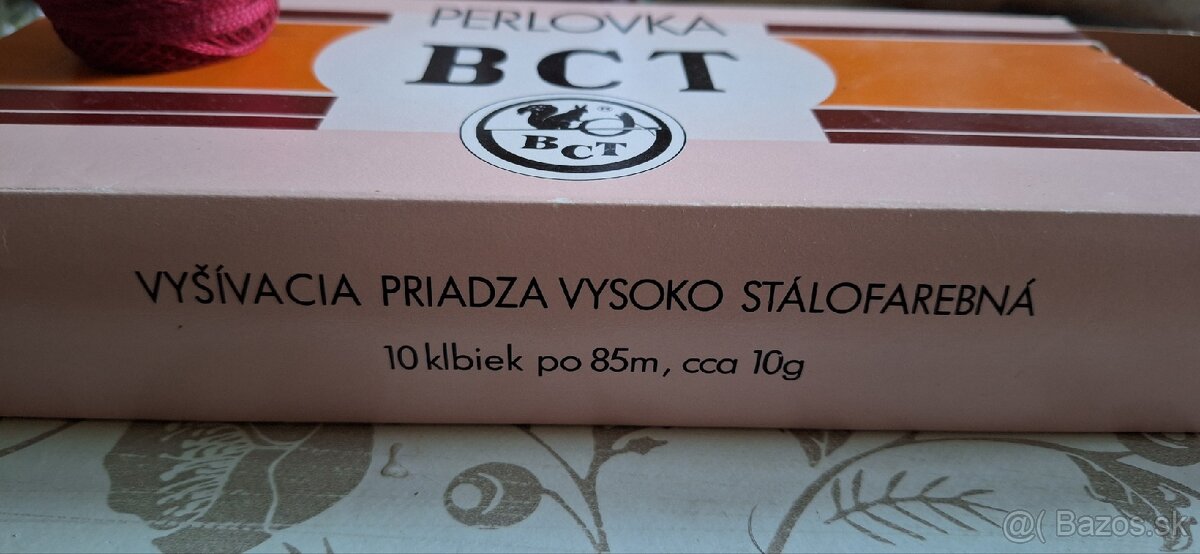 PERLOVKA
BCT
®
BCT
VYŠÍVACIA PRIADZA VYSOKO STÁLOFAREBNÁ
10 klbiek po 85m, cca 10g
@( Bazos.sk